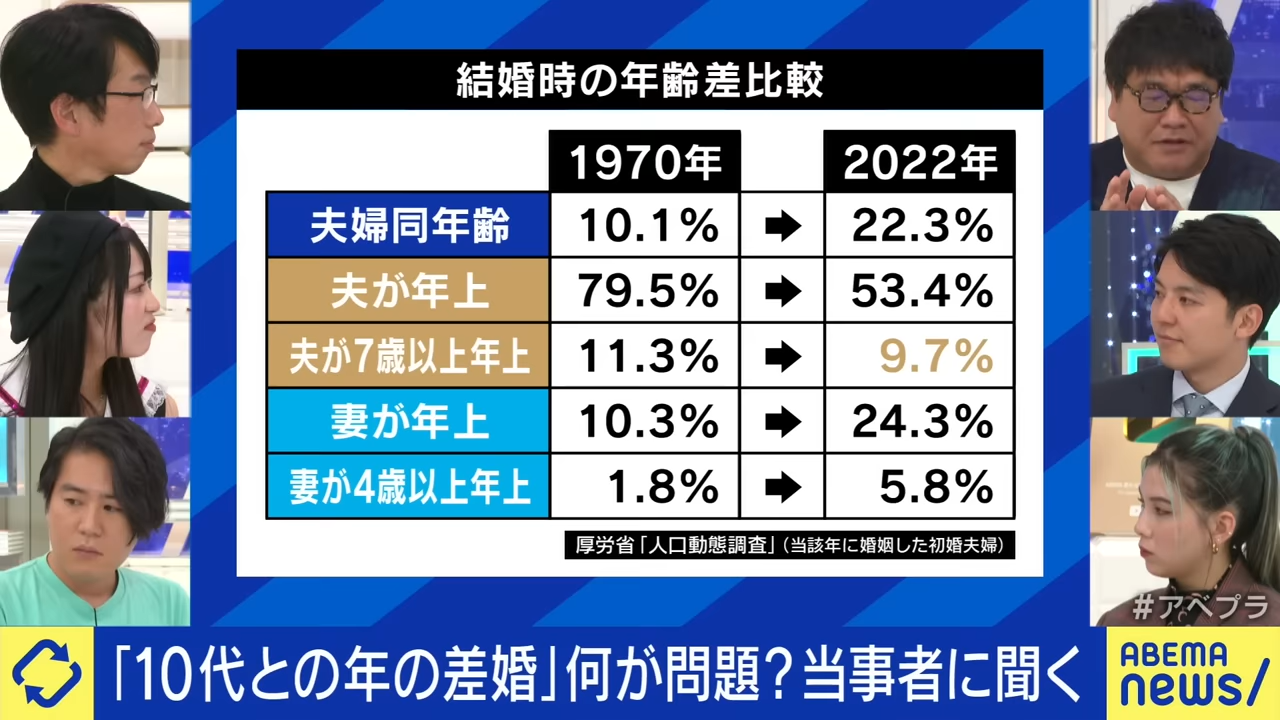 結婚時の年齢差比較
1970年 2022年
夫婦同年齢 10.1% 22.3%
夫が年上 79.5% 53.4%
夫が7歳以上年上 11.3% 9.7%
妻が年上 10.3% 24.3%
妻が4歳以上年上 1.8% 5.8%
厚労省「人口動態調査」（当該年に婚姻した初婚夫婦）
#アベプラ
「10代との年の差婚」何が問題？当事者に聞く
ABEMA
news/